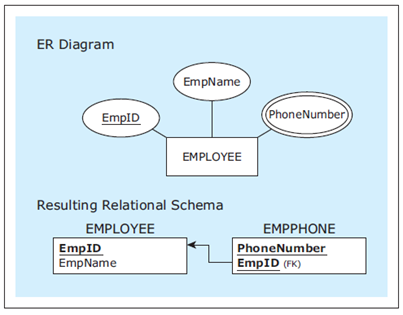 ER Diagram
EmpName
EmpID
PhoneNumber
EMPLOYEE
Resulting Relational Schema
EMPLOYEE
EmpID
EmpName
EMPPHONE
PhoneNumber
EmpID (FK)